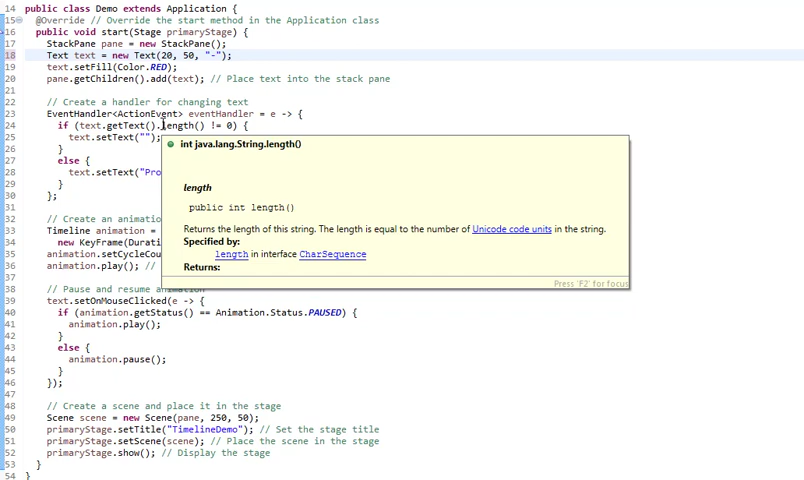 14 public class Demo extends Application {
15 @Override // Override the start method in the Application class
16 public void start(Stage primaryStage) {
17 StackPane pane = new StackPane();
18 Text text = new Text(20, 50, "-");
19 text.setFill(Color.RED);
20 pane.getChildren().add(text); // Place text into the stack pane
21
22 // Create a handler for changing text
23 EventHandler<ActionEvent> eventHandler = e -> {
24 if (text.getText().length() != 0) {
25 text.setText("");
26 }
27 else {
28 text.setText("Pro
29 }
30 };
31
32 // Create an animatio
33 Timeline animation =
34 new KeyFrame(Durati
35 animation.setCycleCou
36 animation.play(); //
37
38 // Pause and resume animation
39 text.setOnMouseClicked(e -> {
40 if (animation.getStatus() == Animation.Status.PAUSED) {
41 animation.play();
42 }
43 else {
44 animation.pause();
45 }
46 });
47
48 // Create a scene and place it in the stage
49 Scene scene = new Scene(pane, 250, 50);
50 primaryStage.setTitle("TimelineDemo"); // Set the stage title
51 primaryStage.setScene(scene); // Place the scene in the stage
52 primaryStage.show(); // Display the stage
53 }
54 }
int java.lang.String.length()
length
public int length()
Returns the length of this string. The length is equal to the number of Unicode code units in the string.
Specified by:
length in interface CharSequence
Returns:
Press 'F2' for focus